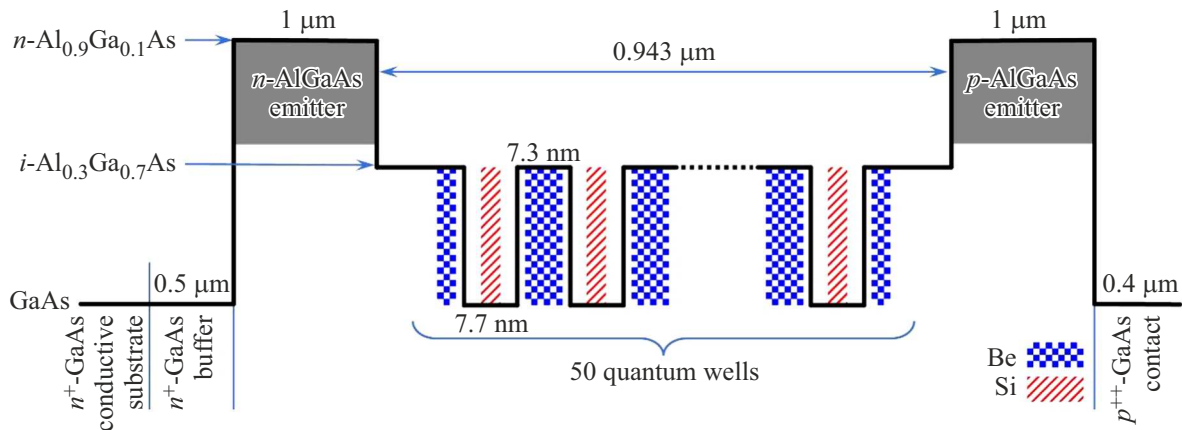 1 μm
1 μm
n-Al0.9Ga0.1As
0.943 μm
n-AlGaAs
emitter
p-AlGaAs
emitter
i-Al0.3Ga0.7As
7.3 nm
GaAs
0.5 μm
0.4 μm
7.7 nm
n+-GaAs
conductive
substrate
n+-GaAs
buffer
50 quantum wells
Be
Si
p++-GaAs
contact